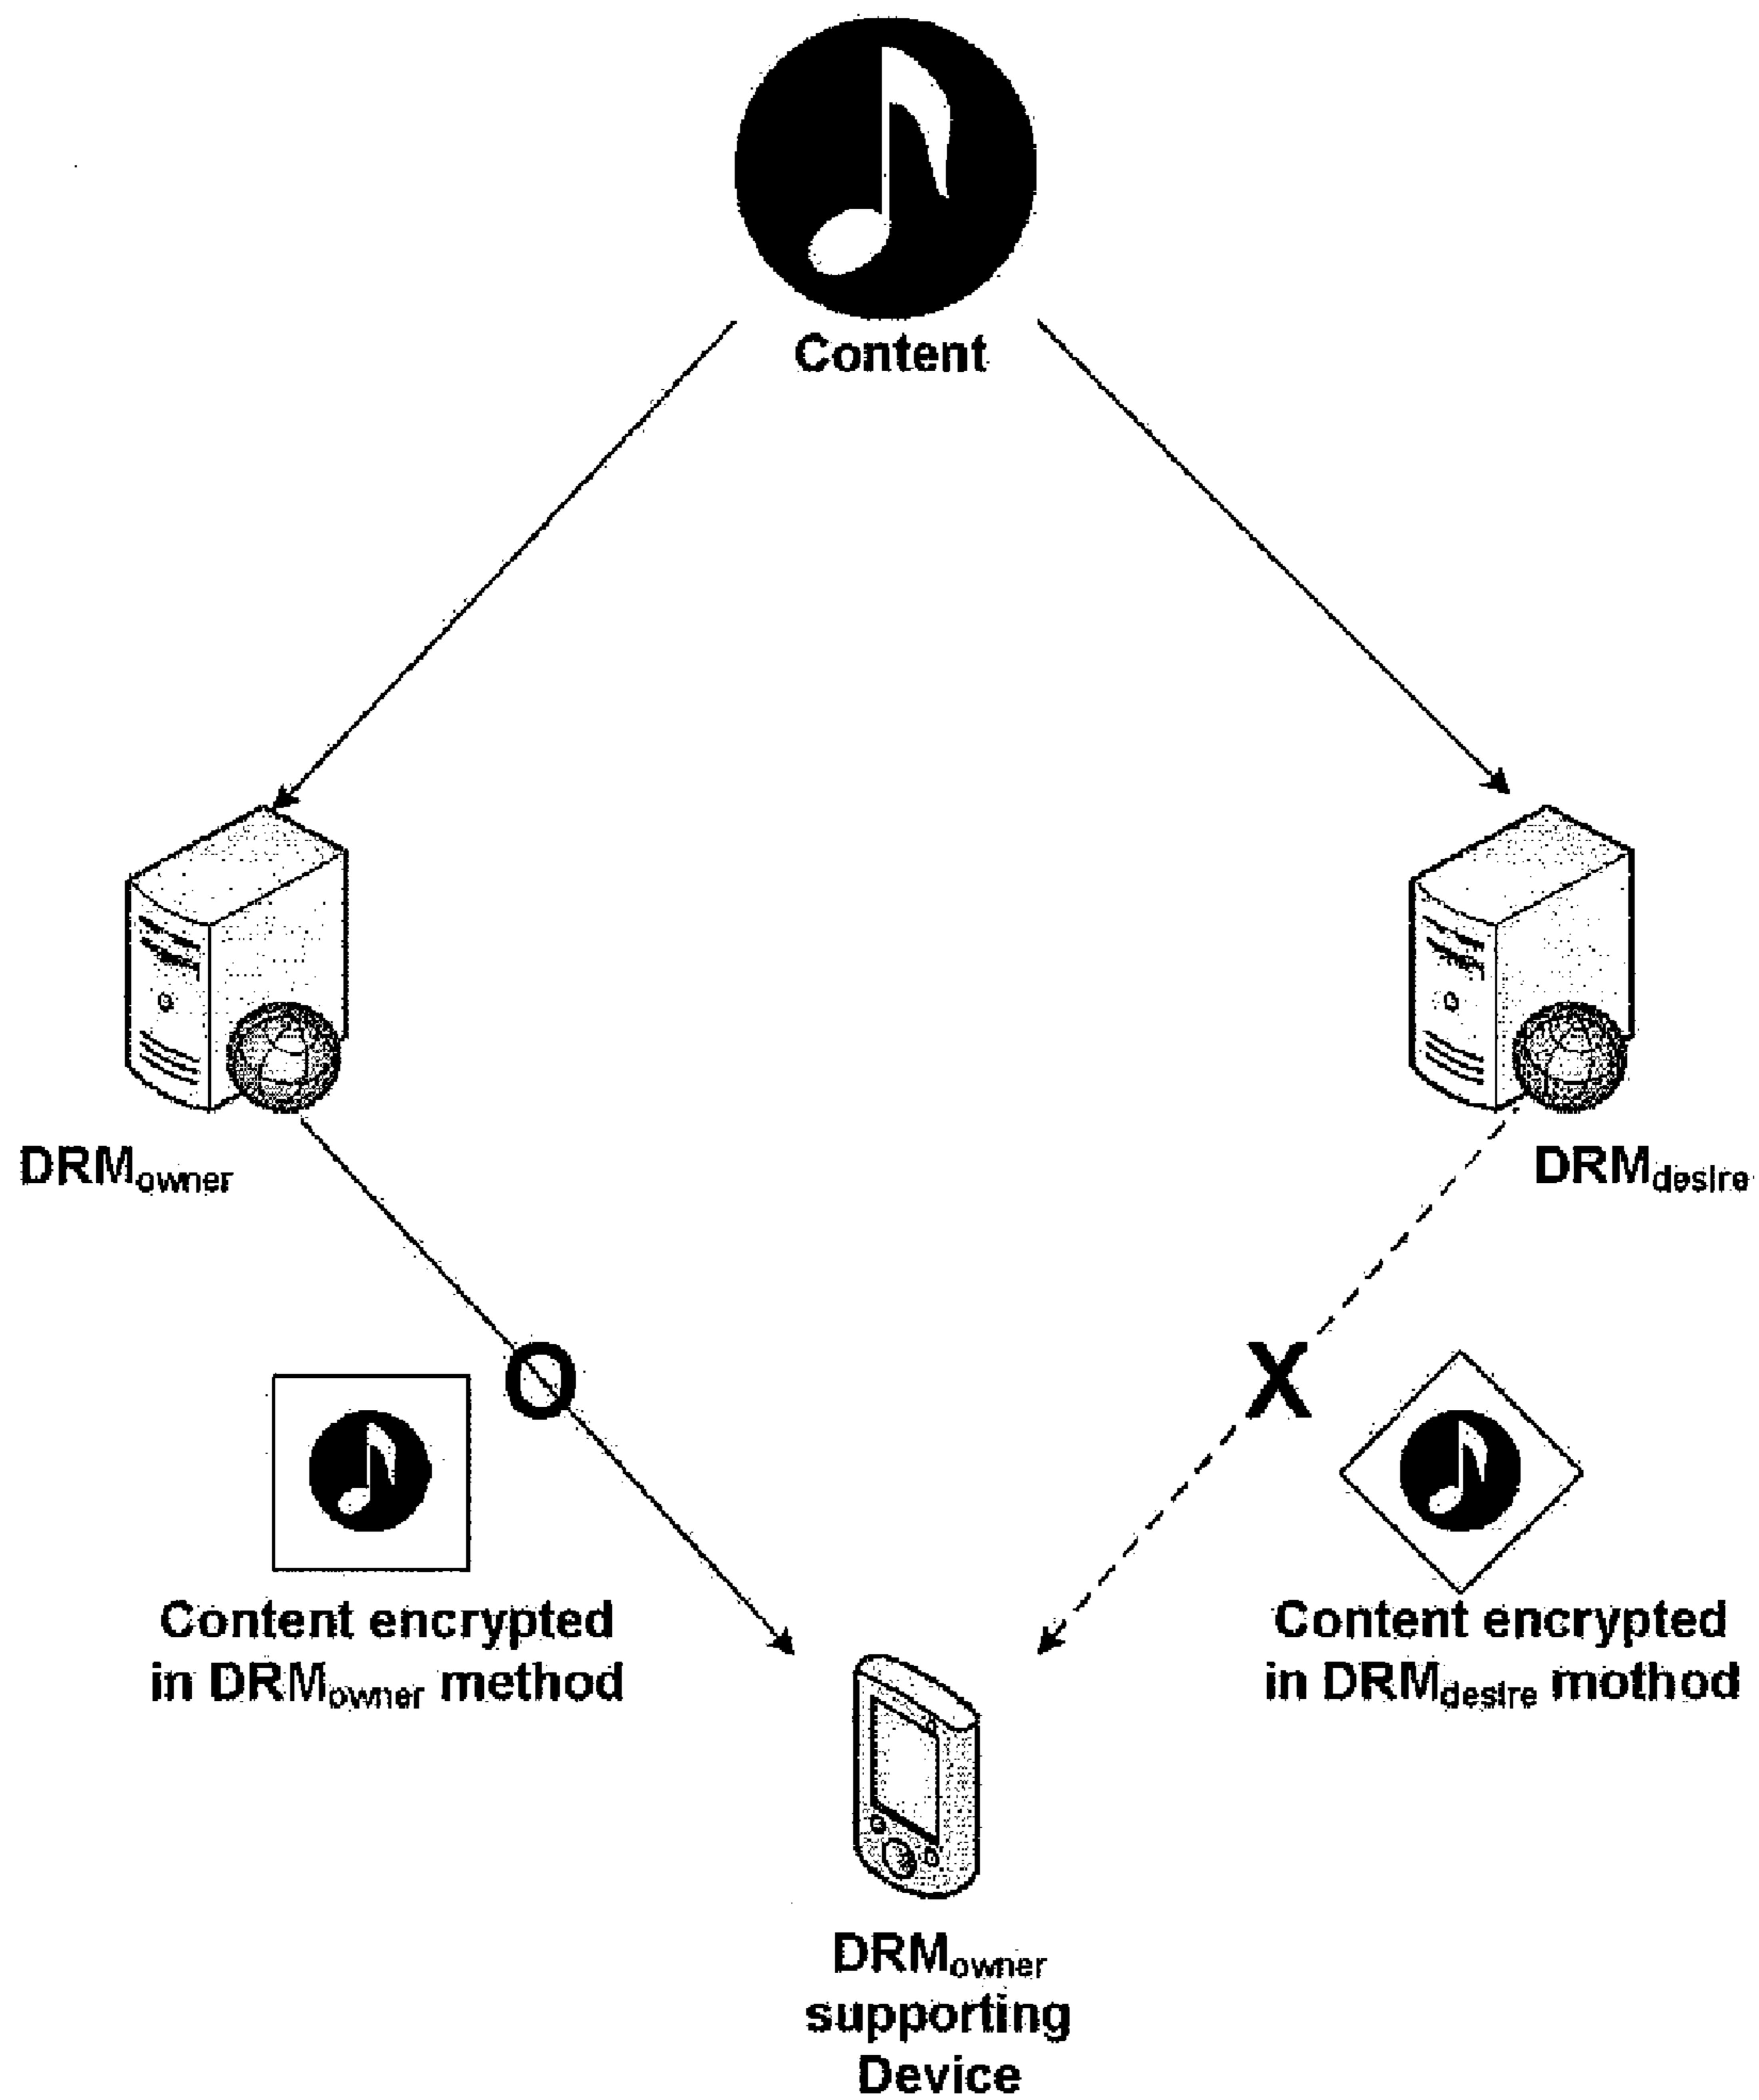 Content
DRMowner
DRMdesire
O
X
Content encrypted
in DRMowner method
Content encrypted
in DRMdesire mothod
DRMowner
supporting
Device